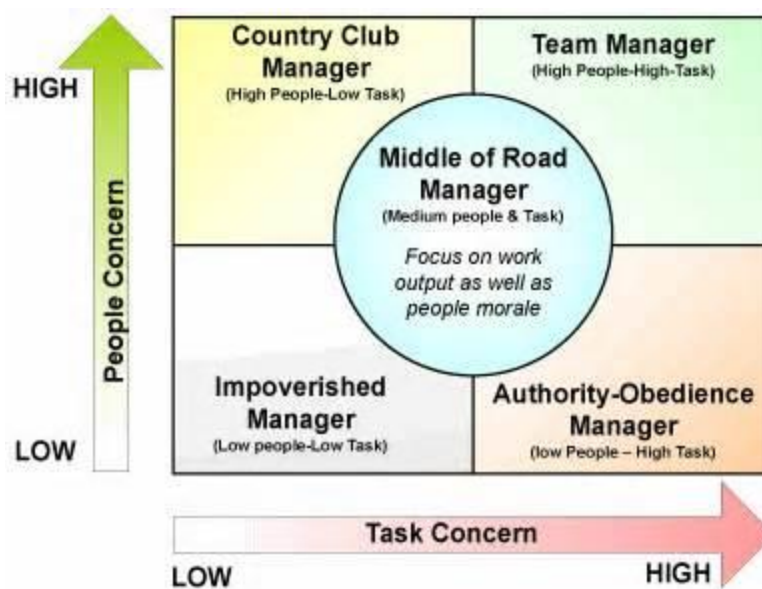 Country Club
Manager
(High People-Low Task)
Team Manager
(High People-High-Task)
HIGH
Middle of Road
Manager
(Medium people & Task)
Focus on work
output as well as
people morale
People Concern
Impoverished
Manager
(Low people-Low Task)
Authority-Obedience
Manager
(low People – High Task)
LOW
Task Concern
LOW
HIGH